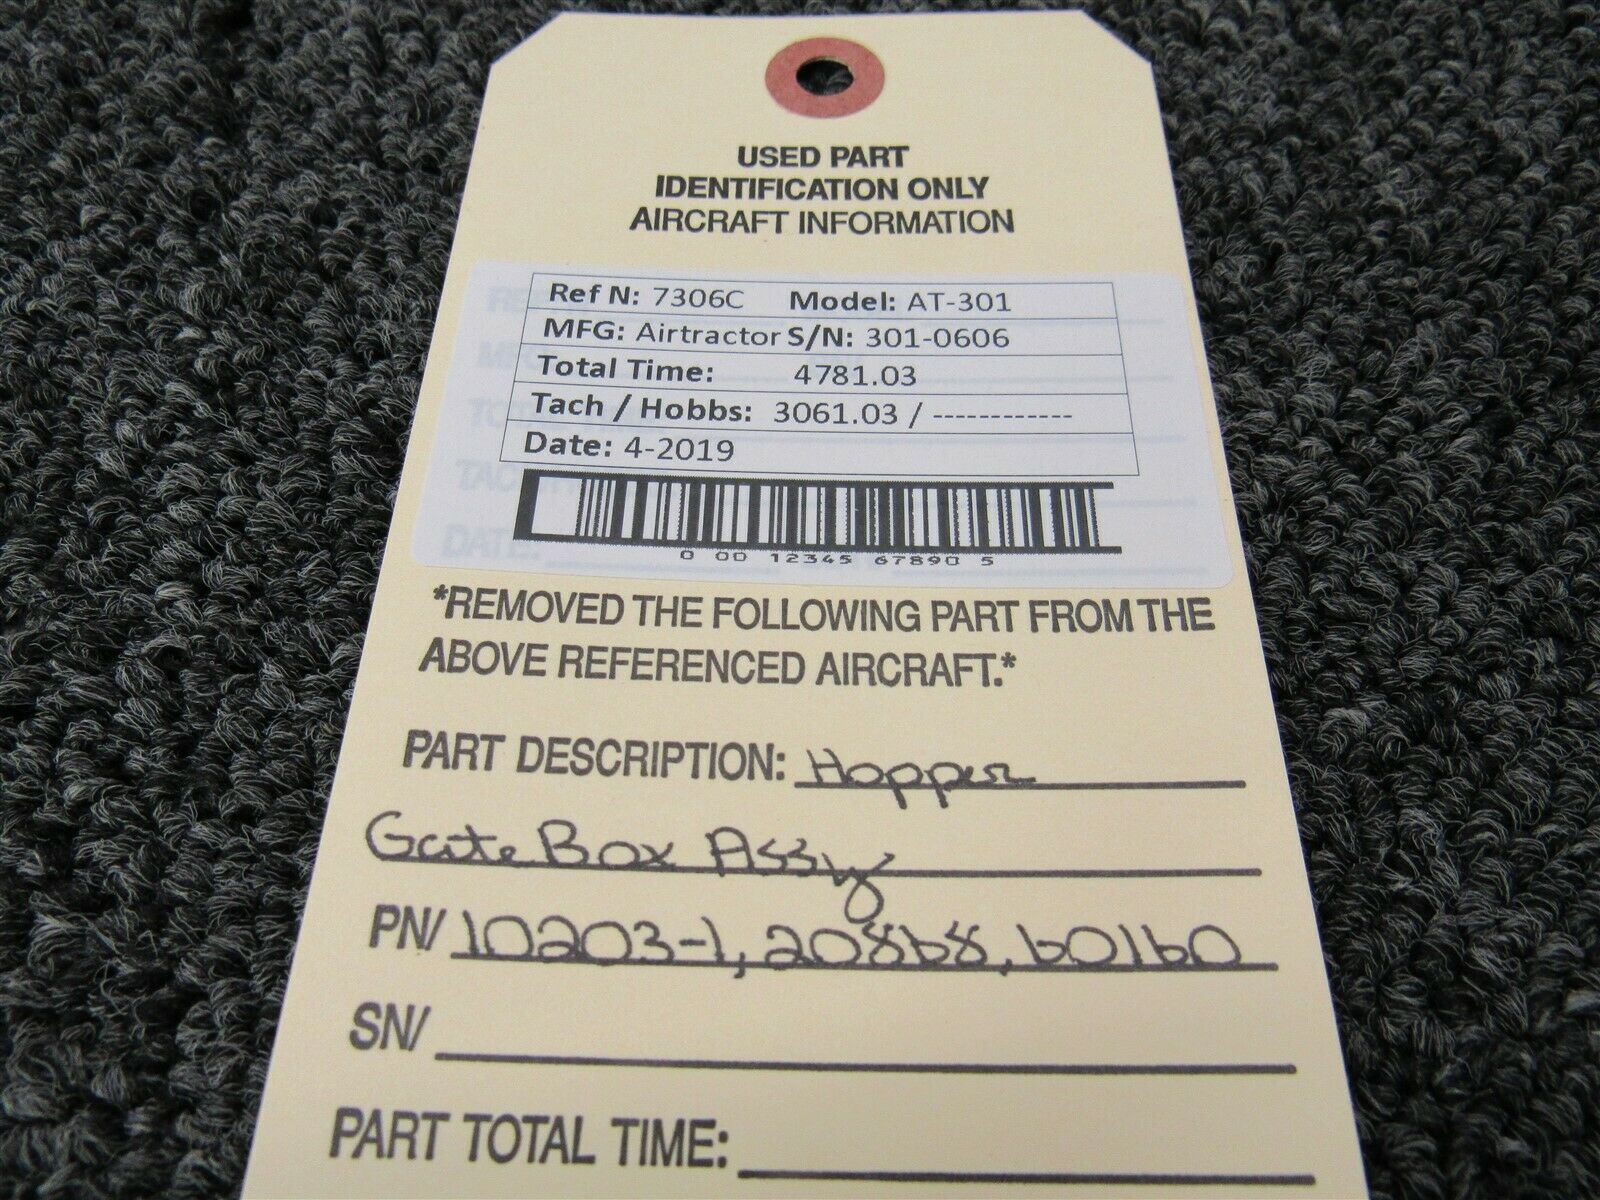 USED PART
IDENTIFICATION ONLY
AIRCRAFT INFORMATION
Ref N: 7306C Model: AT-301
MFG: Airtractor S/N: 301-0606
Total Time: 4781.03
Tach / Hobbs: 3061.03 / ------------
Date: 4-2019
0 00 12345 67890 5
*REMOVED THE FOLLOWING PART FROM THE
ABOVE REFERENCED AIRCRAFT.*
PART DESCRIPTION: Hopper
Gate Box Assy
PN/ 10203-1, 20868, 60160
SN/
PART TOTAL TIME: